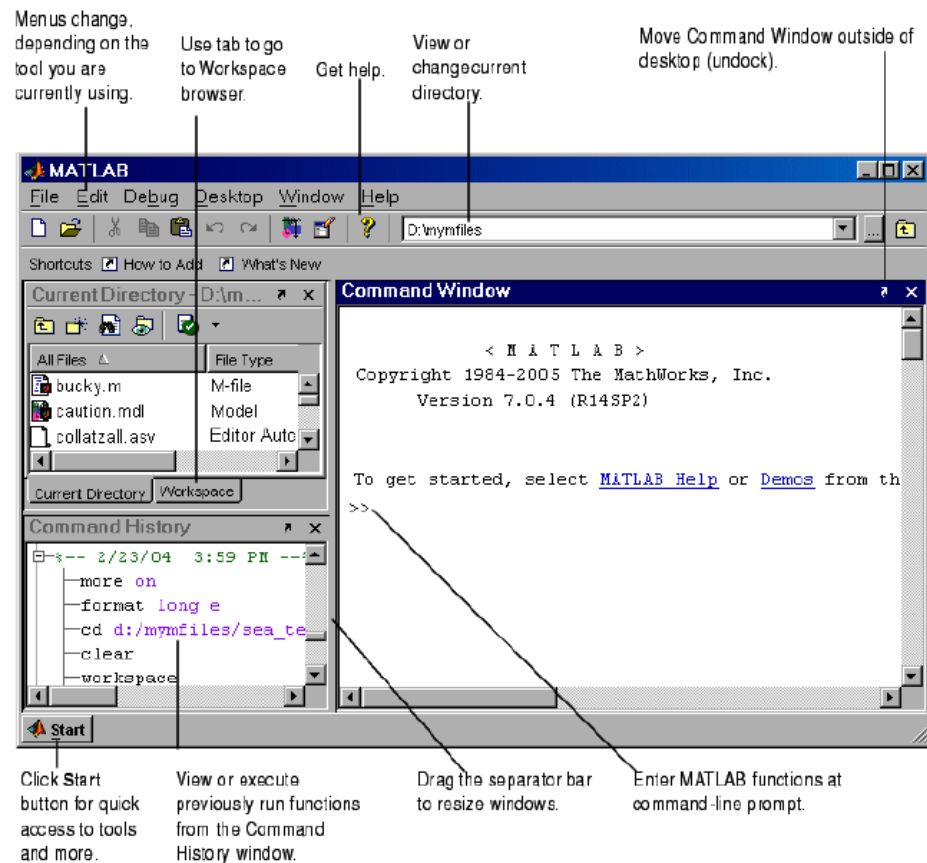 Menus change,
depending on the
tool you are
currently using.
Use tab to go
to Workspace
browser.
Get help.
View or
changecurrent
directory.
Move Command Window outside of
desktop (undock).
MATLAB
File Edit Debug Desktop Window Help
D:\mymfiles
...
Shortcuts How to Add What's New
Current Directory - D:\m...
All Files File Type
bucky.m M-file
caution.mdl Model
collatzall.asv Editor Auto
Current Directory Workspace
Command History
%-- 2/23/04 3:59 PM --%
more on
format long e
cd d:/mymfiles/sea_te
clear
workspace
Command Window
< M A T L A B >
Copyright 1984-2005 The MathWorks, Inc.
Version 7.0.4 (R14SP2)
To get started, select MATLAB Help or Demos from th
>>
Start
Click Start
button for quick
access to tools
and more.
View or execute
previously run functions
from the Command
History window.
Drag the separator bar
to resize windows.
Enter MATLAB functions at
command-line prompt.